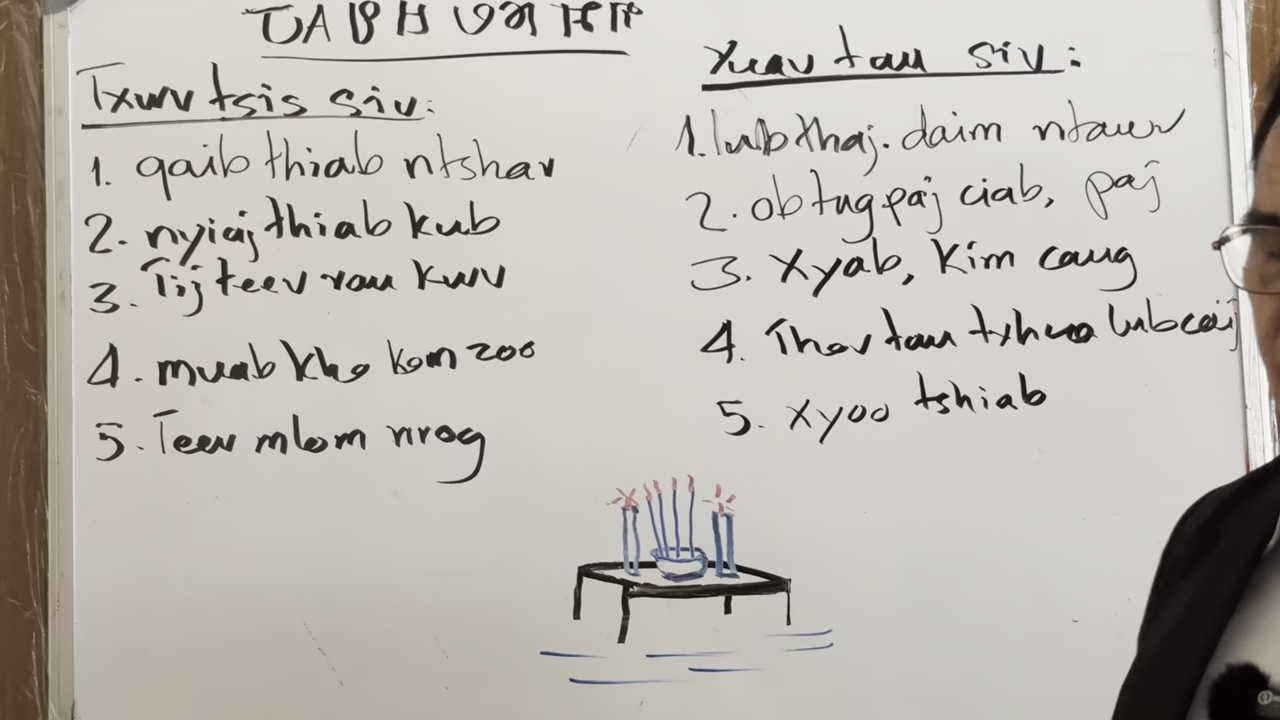 Txwv tsis siv:
1. qaib thiab ntshav
2. nyiaj thiab kub
3. Tij teev rau kwv
4. muab kho kom zoo
5. Teev mlom nrog
Xuav tau siv:
1. lub thaj. daim ntawv
2. ob tug paj ciab, paj
3. Xyab, Kim caug
4. Thov tau txhua lub caij
5. Xyoo tshiab